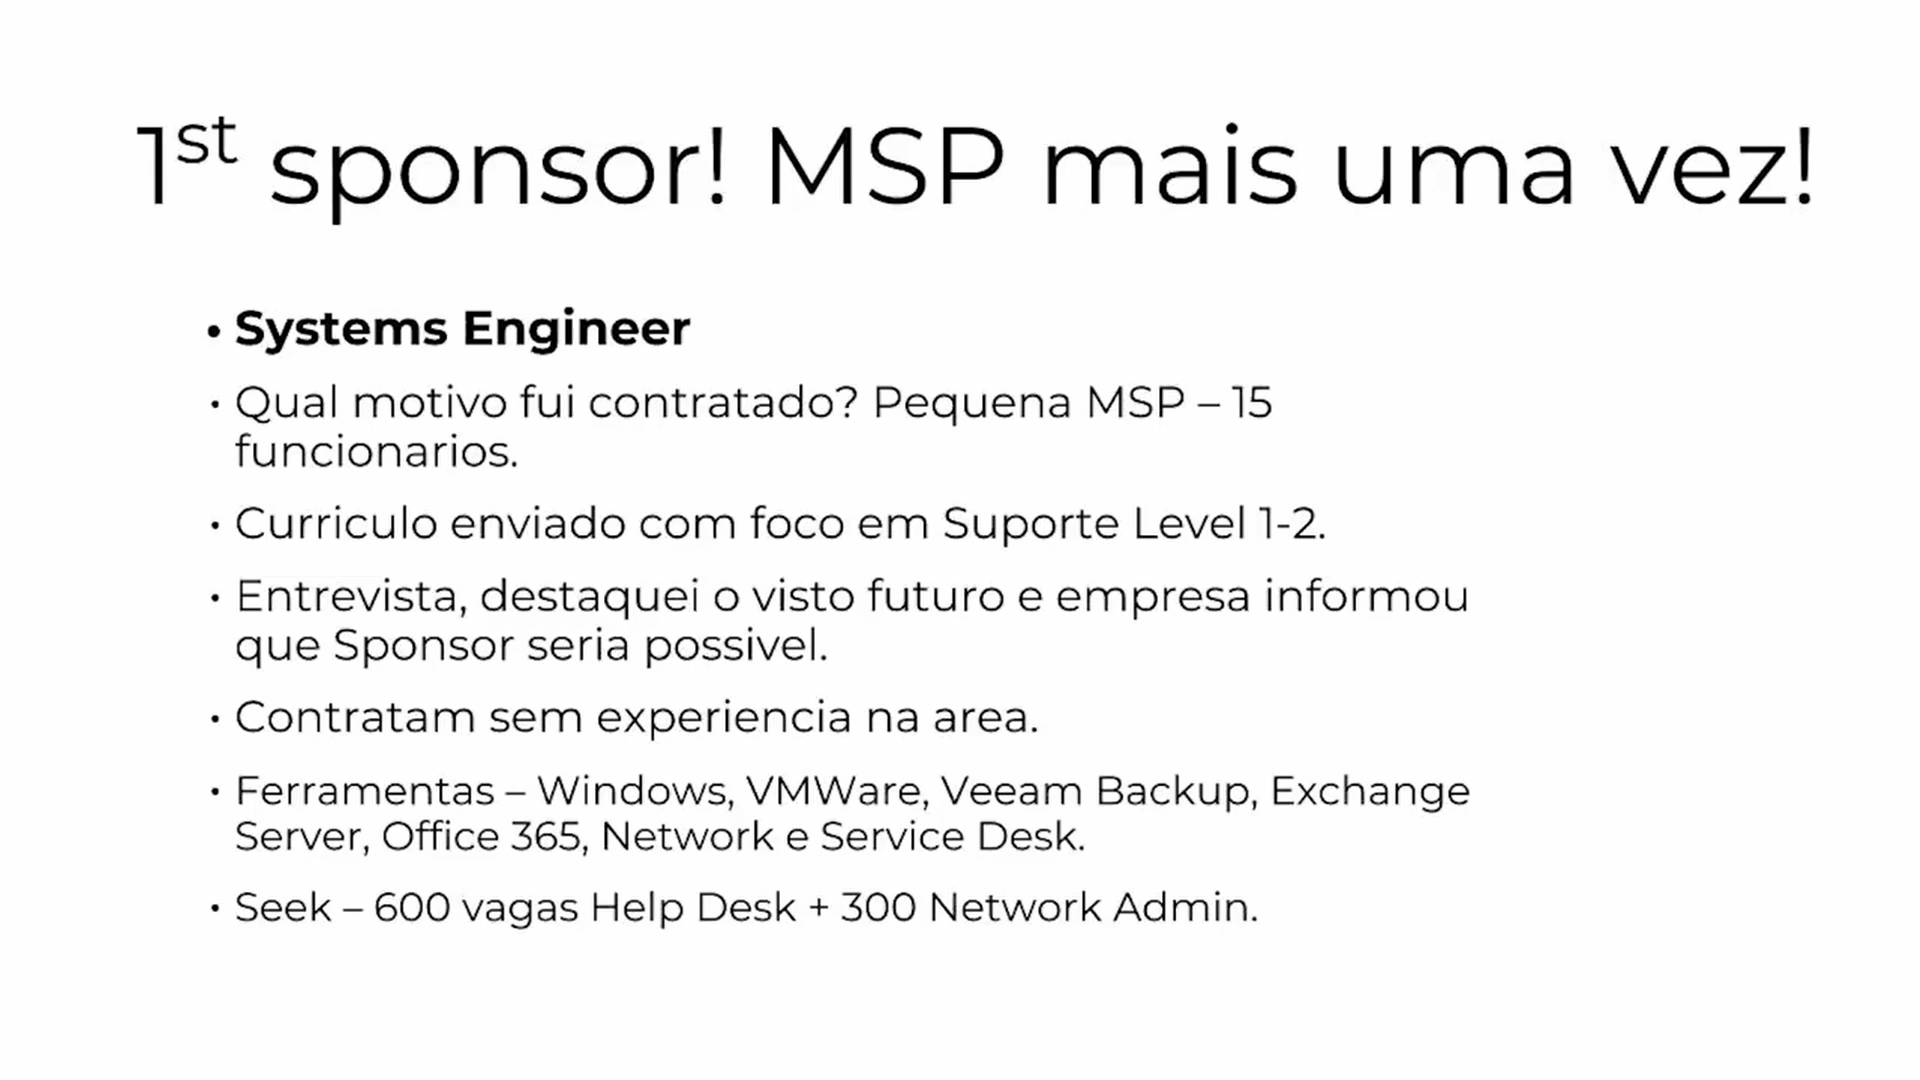 1st sponsor! MSP mais uma vez!
• Systems Engineer
• Qual motivo fui contratado? Pequena MSP – 15
funcionarios.
• Curriculo enviado com foco em Suporte Level 1-2.
• Entrevista, destaquei o visto futuro e empresa informou
que Sponsor seria possivel.
• Contratam sem experiencia na area.
• Ferramentas – Windows, VMWare, Veeam Backup, Exchange
Server, Office 365, Network e Service Desk.
• Seek – 600 vagas Help Desk + 300 Network Admin.